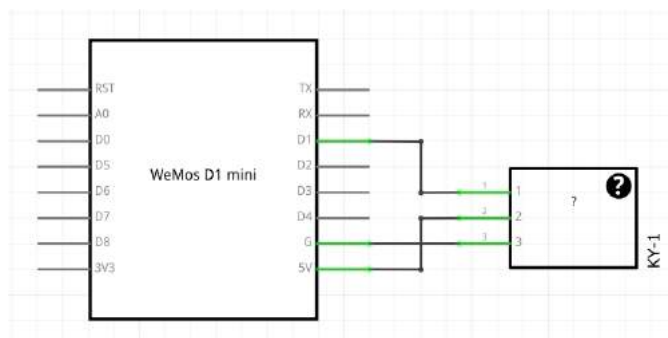 RST
A0
D0
D5
D6
D7
D8
3V3
WeMos D1 mini
TX
RX
D1
D2
D3
D4
G
5V
1
2
3
1
2
3
?
?
KY-1